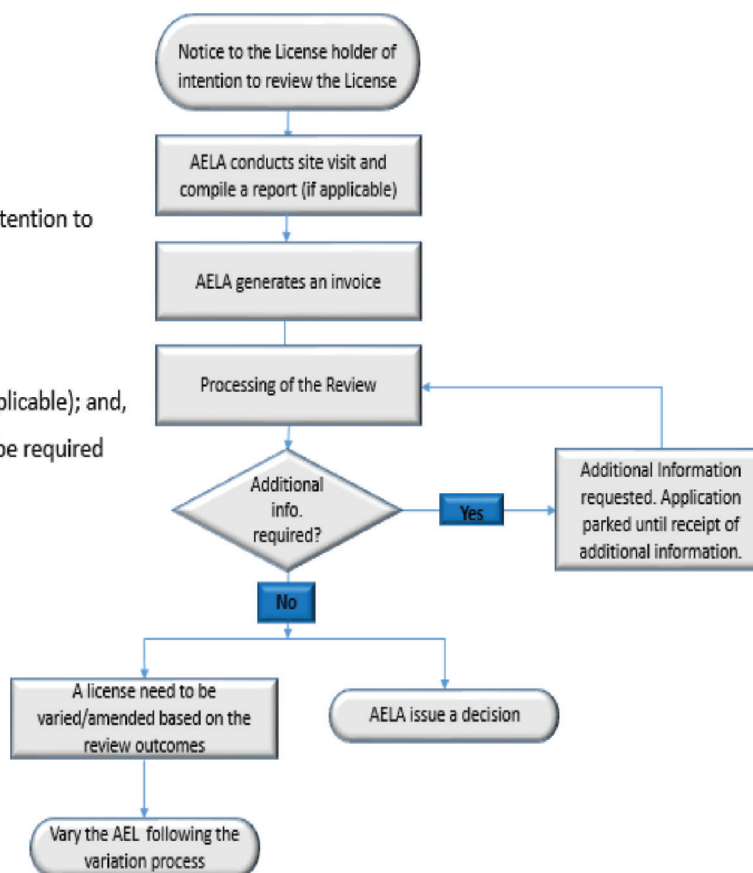 Notice to the License holder of
intention to review the License
AELA conducts site visit and
compile a report (if applicable)
tention to
AELA generates an invoice
Processing of the Review
plicable); and,
be required
Additional
info.
required?
Yes
Additional Information
requested. Application
parked until receipt of
additional information.
No
A license need to be
varied/amended based on the
review outcomes
AELA issue a decision
Vary the AEL following the
variation process